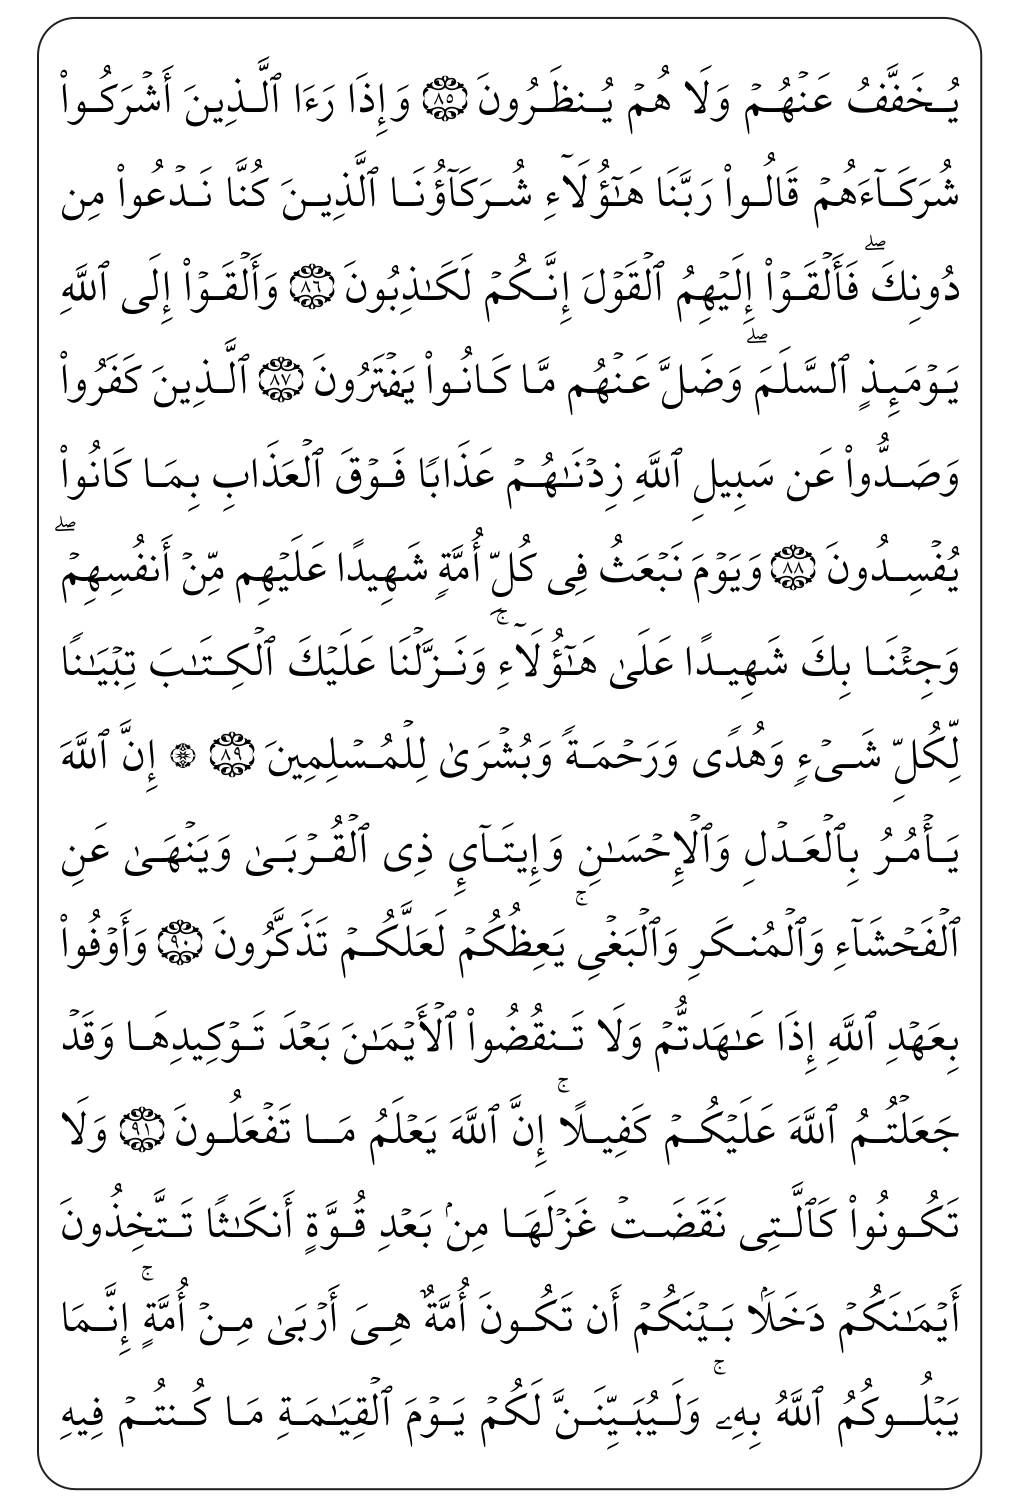 يُخَفَّفُ عَنۡهُمۡ وَلَا هُمۡ يُنظَرُونَ ٨٥ وَإِذَا رَءَا ٱلَّذِينَ أَشۡرَكُواْ
شُرَكَآءَهُمۡ قَالُواْ رَبَّنَا هَٰٓؤُلَآءِ شُرَكَآؤُنَا ٱلَّذِينَ كُنَّا نَدۡعُواْ مِن
دُونِكَۖ فَأَلۡقَوۡاْ إِلَيۡهِمُ ٱلۡقَوۡلَ إِنَّكُمۡ لَكَٰذِبُونَ ٨٦ وَأَلۡقَوۡاْ إِلَى ٱللَّهِ
يَوۡمَئِذٍ ٱلسَّلَمَۖ وَضَلَّ عَنۡهُم مَّا كَانُواْ يَفۡتَرُونَ ٨٧ ٱلَّذِينَ كَفَرُواْ
وَصَدُّواْ عَن سَبِيلِ ٱللَّهِ زِدۡنَٰهُمۡ عَذَابٗا فَوۡقَ ٱلۡعَذَابِ بِمَا كَانُواْ
يُفۡسِدُونَ ٨٨ وَيَوۡمَ نَبۡعَثُ فِي كُلِّ أُمَّةٖ شَهِيدًا عَلَيۡهِم مِّنۡ أَنفُسِهِمۡۖ
وَجِئۡنَا بِكَ شَهِيدًا عَلَىٰ هَٰٓؤُلَآءِۚ وَنَزَّلۡنَا عَلَيۡكَ ٱلۡكِتَٰبَ تِبۡيَٰنٗا
لِّكُلِّ شَيۡءٖ وَهُدٗى وَرَحۡمَةٗ وَبُشۡرَىٰ لِلۡمُسۡلِمِينَ ٨٩ ۞ إِنَّ ٱللَّهَ
يَأۡمُرُ بِٱلۡعَدۡلِ وَٱلۡإِحۡسَٰنِ وَإِيتَآيِٕ ذِي ٱلۡقُرۡبَىٰ وَيَنۡهَىٰ عَنِ
ٱلۡفَحۡشَآءِ وَٱلۡمُنكَرِ وَٱلۡبَغۡيِۚ يَعِظُكُمۡ لَعَلَّكُمۡ تَذَكَّرُونَ ٩٠ وَأَوۡفُواْ
بِعَهۡدِ ٱللَّهِ إِذَا عَٰهَدتُّمۡ وَلَا تَنقُضُواْ ٱلۡأَيۡمَٰنَ بَعۡدَ تَوۡكِيدِهَا وَقَدۡ
جَعَلۡتُمُ ٱللَّهَ عَلَيۡكُمۡ كَفِيلًاۚ إِنَّ ٱللَّهَ يَعۡلَمُ مَا تَفۡعَلُونَ ٩١ وَلَا
تَكُونُواْ كَٱلَّتِي نَقَضَتۡ غَزۡلَهَا مِنۢ بَعۡدِ قُوَّةٍ أَنكَٰثٗا تَتَّخِذُونَ
أَيۡمَٰنَكُمۡ دَخَلَۢا بَيۡنَكُمۡ أَن تَكُونَ أُمَّةٌ هِيَ أَرۡبَىٰ مِنۡ أُمَّةٍۚ إِنَّمَا
يَبۡلُوكُمُ ٱللَّهُ بِهِۦۚ وَلَيُبَيِّنَنَّ لَكُمۡ يَوۡمَ ٱلۡقِيَٰمَةِ مَا كُنتُمۡ فِيهِ